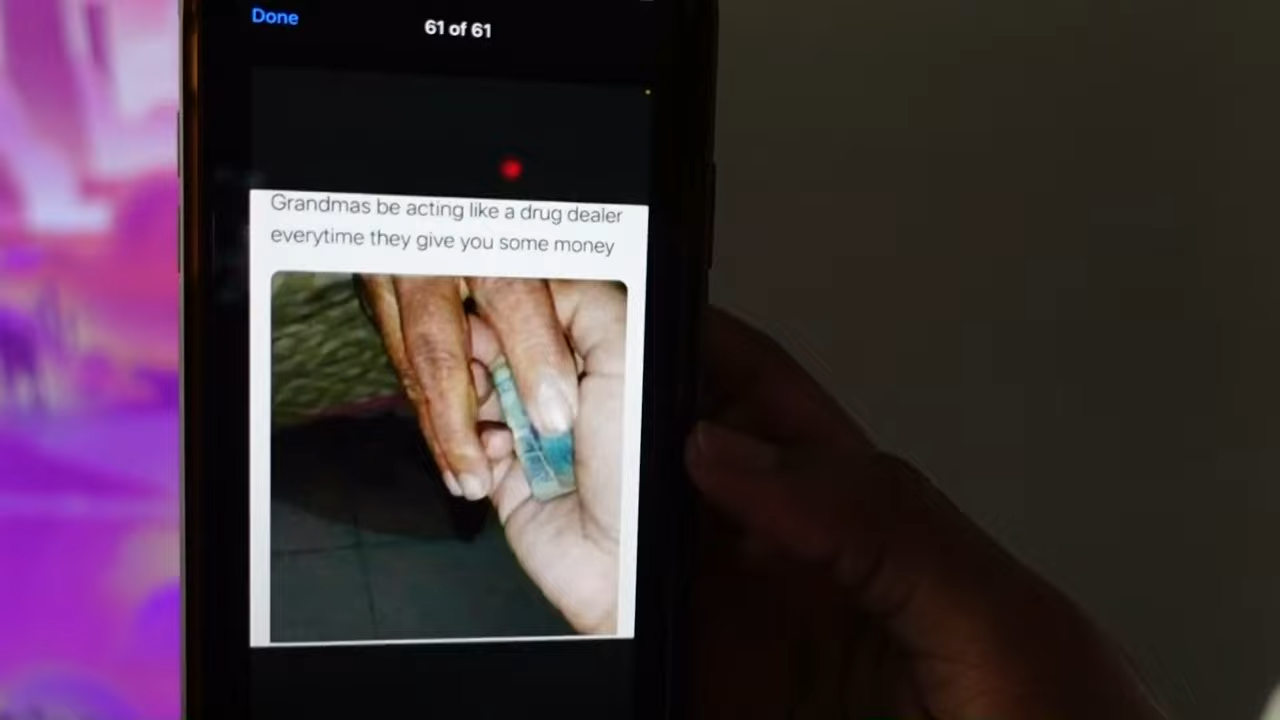 Done
61 of 61
Grandmas be acting like a drug dealer
everytime they give you some money